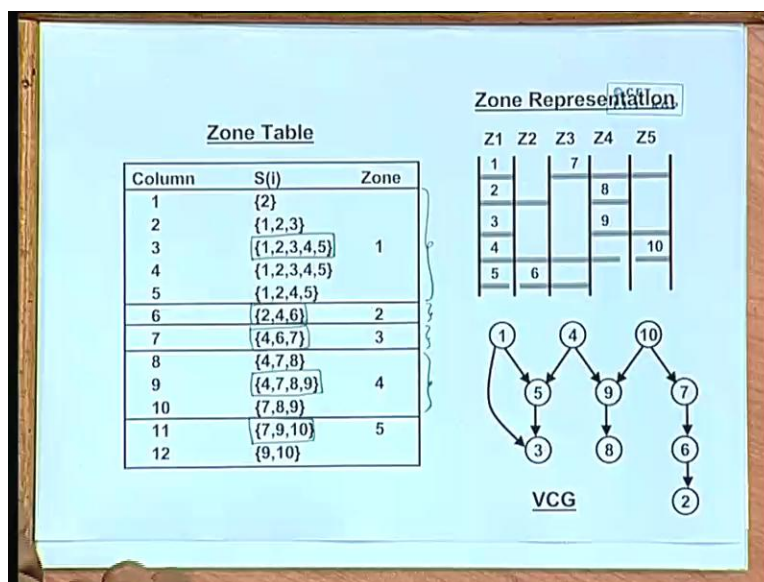 Zone Table
Column S(i) Zone
1 {2}
2 {1,2,3}
3 {1,2,3,4,5} 1
4 {1,2,3,4,5}
5 {1,2,4,5}
6 {2,4,6} 2
7 {4,6,7} 3
8 {4,7,8}
9 {4,7,8,9} 4
10 {7,8,9}
11 {7,9,10} 5
12 {9,10}
Zone Representation
Z1 Z2 Z3 Z4 Z5
1 7
2 8
3 9
4 10
5 6
1 4 10
5 9 7
3 8 6
2
VCG